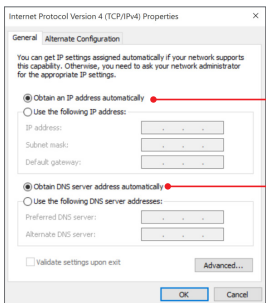 Internet Protocol Version 4 (TCP/IPv4) Properties
General
Alternate Configuration
You can get IP settings assigned automatically if your network supports
this capability. Otherwise, you need to ask your network administrator
for the appropriate IP settings.
Obtain an IP address automatically
Use the following IP address:
IP address:
Subnet mask:
Default gateway:
Obtain DNS server address automatically
Use the following DNS server addresses:
Preferred DNS server:
Alternate DNS server:
Validate settings upon exit
Advanced...
OK
Cancel